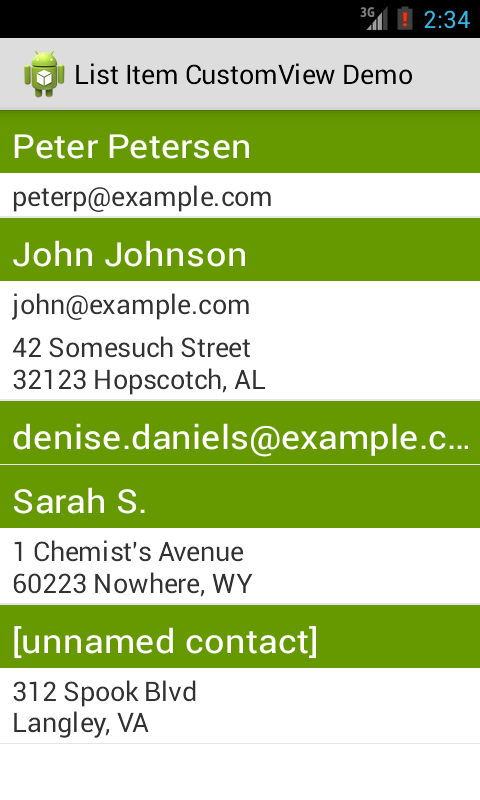 3G
2:34
List Item CustomView Demo
Peter Petersen
peterp@example.com
John Johnson
john@example.com
42 Somesuch Street
32123 Hopscotch, AL
denise.daniels@example.c...
Sarah S.
1 Chemist's Avenue
60223 Nowhere, WY
[unnamed contact]
312 Spook Blvd
Langley, VA